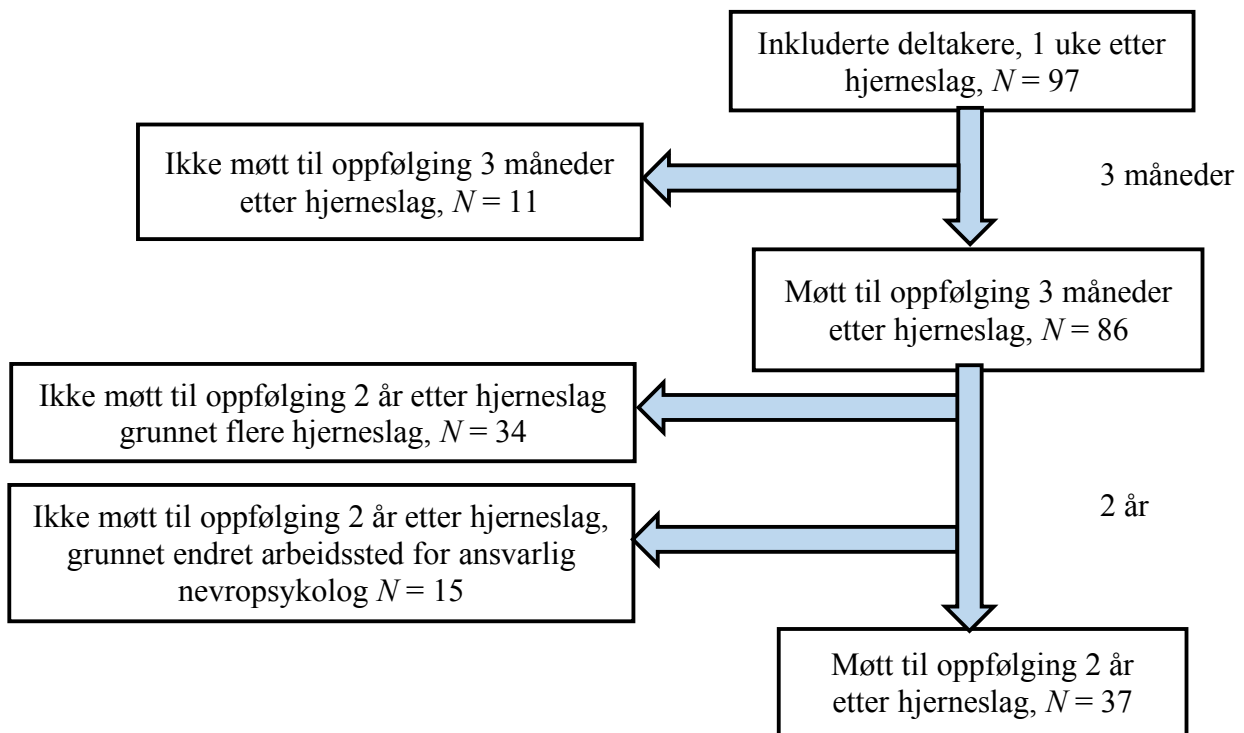 Inkluderte deltakere, 1 uke etter
hjerneslag, N = 97
Ikke møtt til oppfølging 3 måneder
etter hjerneslag, N = 11
3 måneder
Møtt til oppfølging 3 måneder
etter hjerneslag, N = 86
Ikke møtt til oppfølging 2 år etter hjerneslag
grunnet flere hjerneslag, N = 34
Ikke møtt til oppfølging 2 år etter hjerneslag,
grunnet endret arbeidssted for ansvarlig
nevropsykolog N = 15
2 år
Møtt til oppfølging 2 år
etter hjerneslag, N = 37